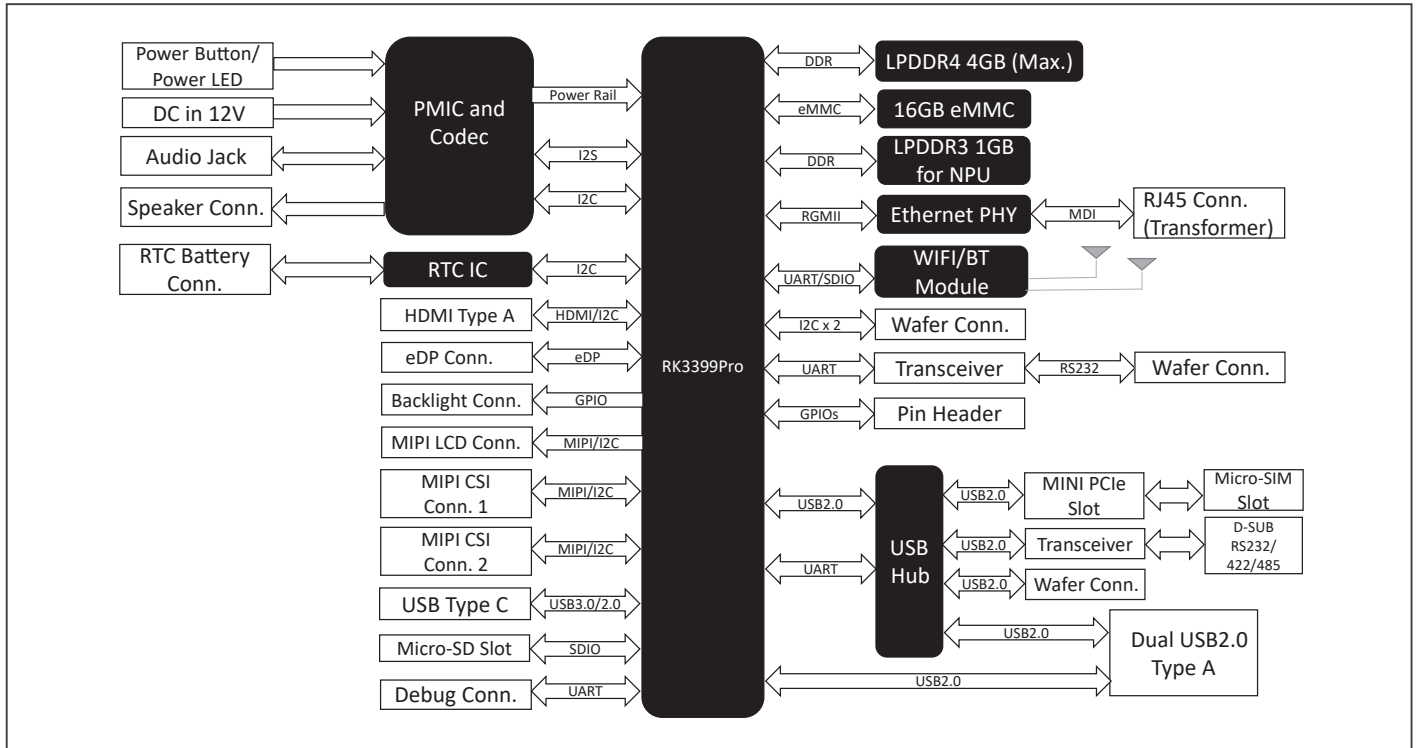 Power Button/
Power LED
DC in 12V
Audio Jack
Speaker Conn.
RTC Battery
Conn.
PMIC and
Codec
Power Rail
I2S
I2C
RTC IC
I2C
HDMI Type A
HDMI/I2C
eDP Conn.
eDP
Backlight Conn.
GPIO
MIPI LCD Conn.
MIPI/I2C
MIPI CSI
Conn. 1
MIPI/I2C
MIPI CSI
Conn. 2
MIPI/I2C
USB Type C
USB3.0/2.0
Micro-SD Slot
SDIO
Debug Conn.
UART
RK3399Pro
DDR
LPDDR4 4GB (Max.)
eMMC
16GB eMMC
DDR
LPDDR3 1GB
for NPU
RGMII
Ethernet PHY
MDI
RJ45 Conn.
(Transformer)
UART/SDIO
WIFI/BT
Module
I2C x 2
Wafer Conn.
UART
Transceiver
RS232
Wafer Conn.
GPIOs
Pin Header
USB2.0
UART
USB
Hub
USB2.0
MINI PCIe
Slot
Micro-SIM
Slot
USB2.0
Transceiver
D-SUB
RS232/
422/485
USB2.0
Wafer Conn.
USB2.0
Dual USB2.0
Type A
USB2.0